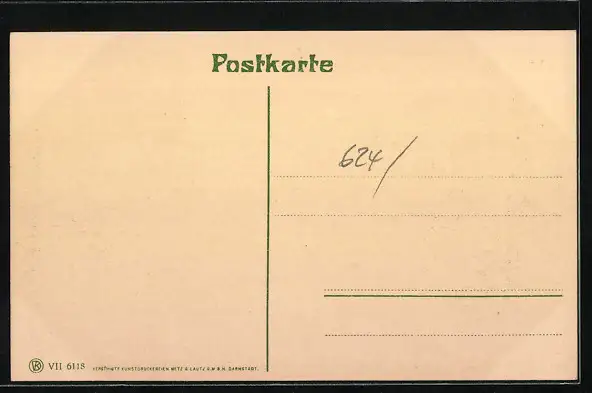 Postkarte
624/
VII 6118 VEREINIGTE KUNSTDRUCKEREIEN METZ & LAUTZ G.M.B.H. DARMSTADT.